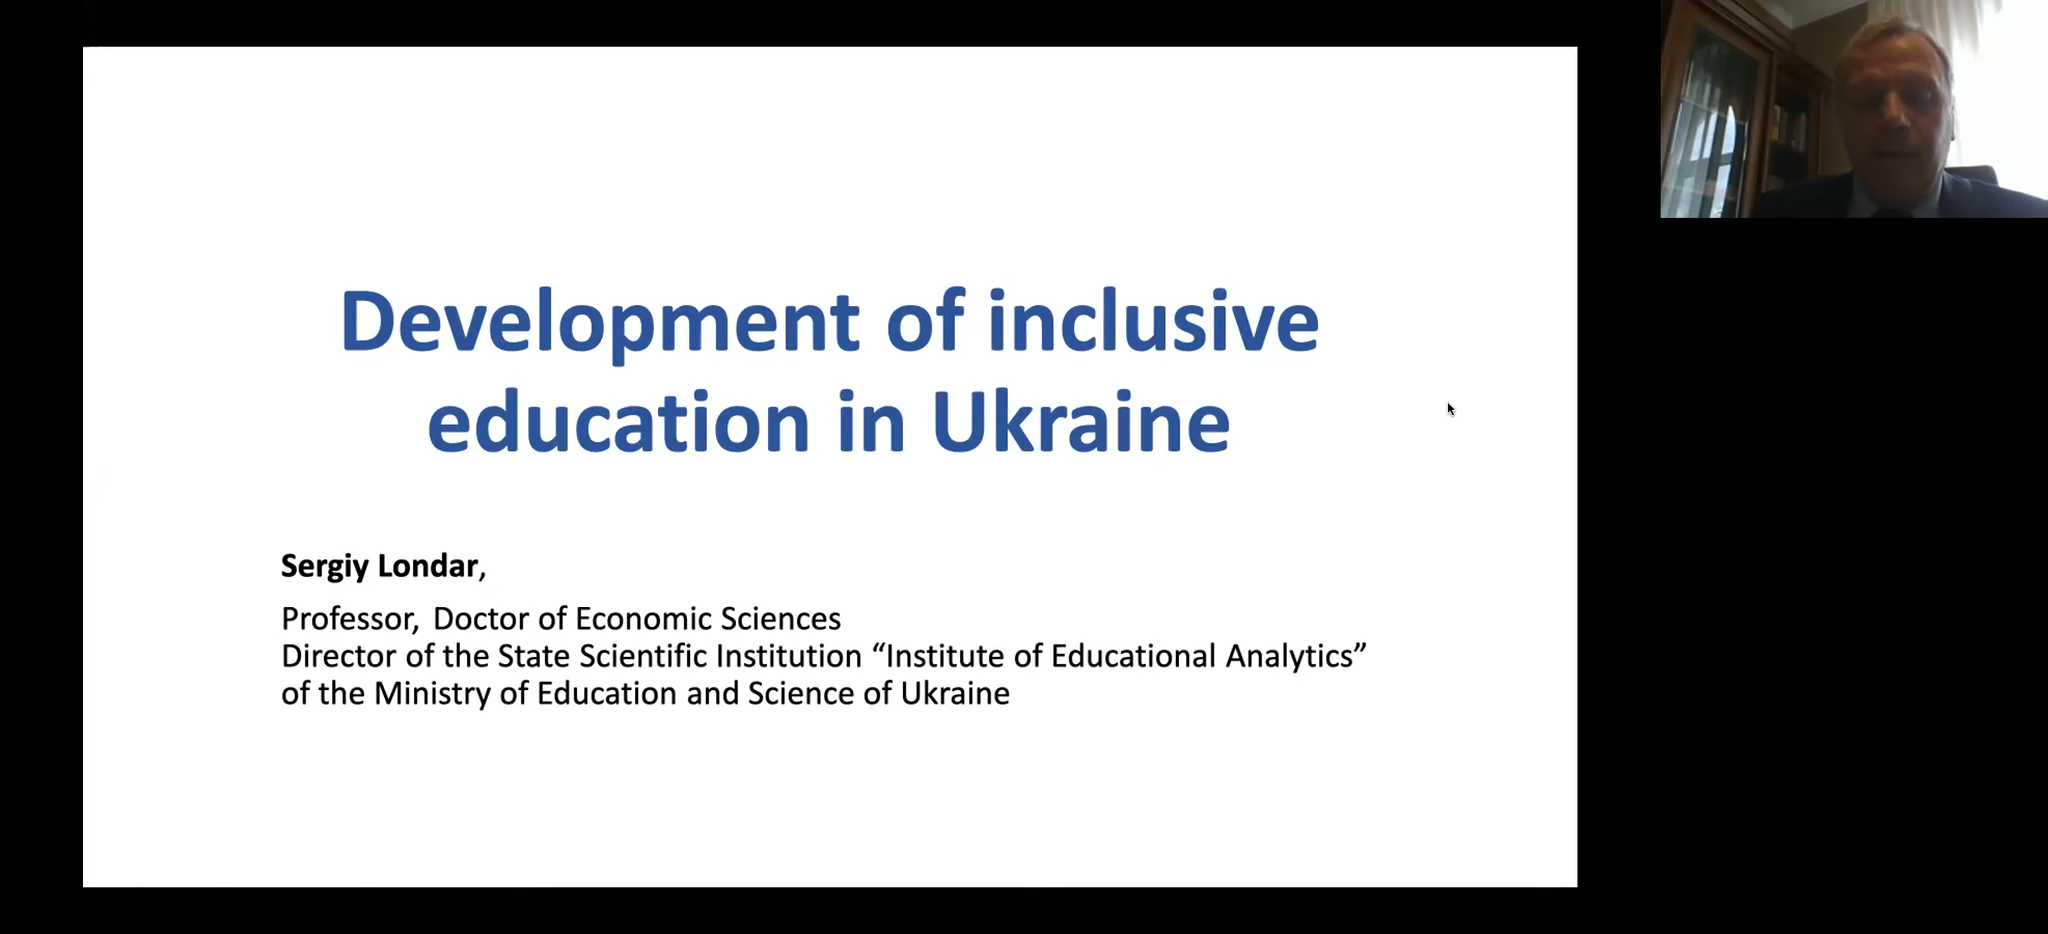 Development of inclusive
education in Ukraine
Sergiy Londar,
Professor, Doctor of Economic Sciences
Director of the State Scientific Institution “Institute of Educational Analytics”
of the Ministry of Education and Science of Ukraine